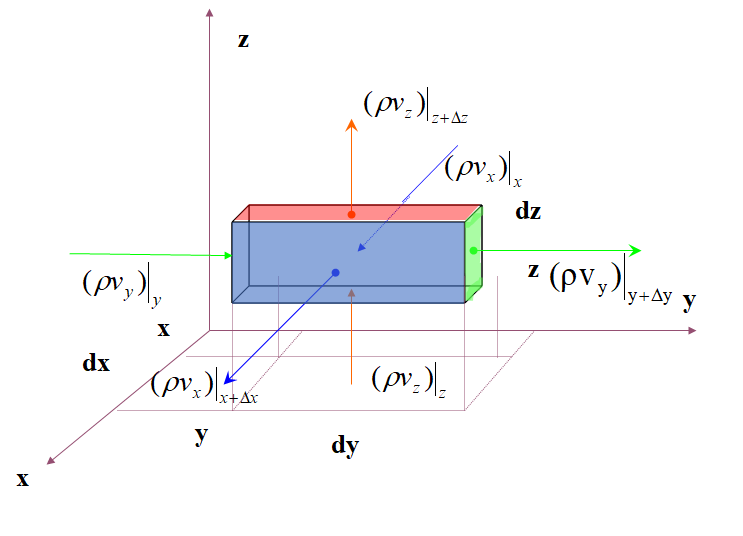 z
(ρv_z)|_{z+Δz}
(ρv_x)|_x
dz
(ρv_y)|_y
z (ρv_y)|_{y+Δy}
y
x
dx
(ρv_x)|_{x+Δx}
(ρv_z)|_z
y
dy
x